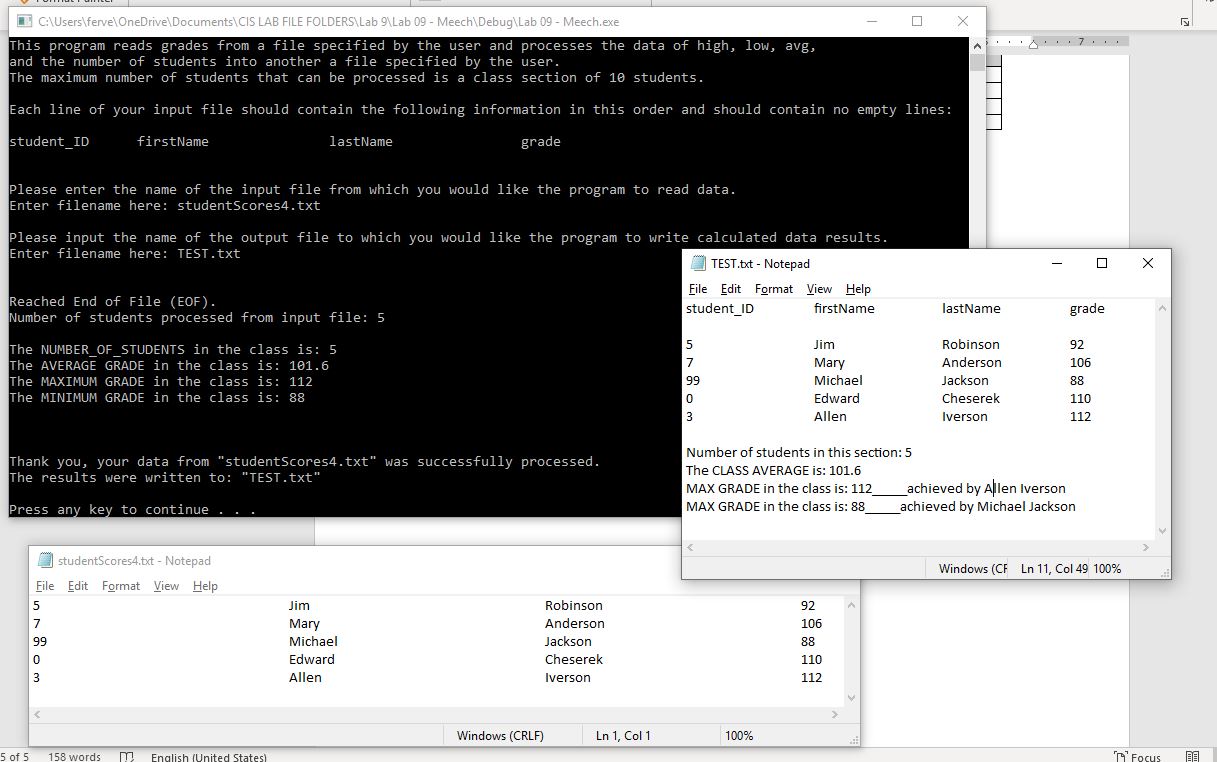 C:\Users\ferve\OneDrive\Documents\CIS LAB FILE FOLDERS\Lab 9\Lab 09 - Meech\Debug\Lab 09 - Meech.exe
This program reads grades from a file specified by the user and processes the data of high, low, avg,
and the number of students into another a file specified by the user.
The maximum number of students that can be processed is a class section of 10 students.
Each line of your input file should contain the following information in this order and should contain no empty lines:
student_ID firstName lastName grade
Please enter the name of the input file from which you would like the program to read data.
Enter filename here: studentScores4.txt
Please input the name of the output file to which you would like the program to write calculated data results.
Enter filename here: TEST.txt
Reached End of File (EOF).
Number of students processed from input file: 5
The NUMBER_OF_STUDENTS in the class is: 5
The AVERAGE GRADE in the class is: 101.6
The MAXIMUM GRADE in the class is: 112
The MINIMUM GRADE in the class is: 88
Thank you, your data from "studentScores4.txt" was successfully processed.
The results were written to: "TEST.txt"
Press any key to continue . . .
7
TEST.txt - Notepad
File Edit Format View Help
student_ID firstName lastName grade
5 Jim Robinson 92
7 Mary Anderson 106
99 Michael Jackson 88
0 Edward Cheserek 110
3 Allen Iverson 112
Number of students in this section: 5
The CLASS AVERAGE is: 101.6
MAX GRADE in the class is: 112_____achieved by Allen Iverson
MAX GRADE in the class is: 88_____achieved by Michael Jackson
Windows (CF Ln 11, Col 49 100%
studentScores4.txt - Notepad
File Edit Format View Help
5 Jim Robinson 92
7 Mary Anderson 106
99 Michael Jackson 88
0 Edward Cheserek 110
3 Allen Iverson 112
Windows (CRLF) Ln 1, Col 1 100%
5 of 5 158 words English (United States) Focus